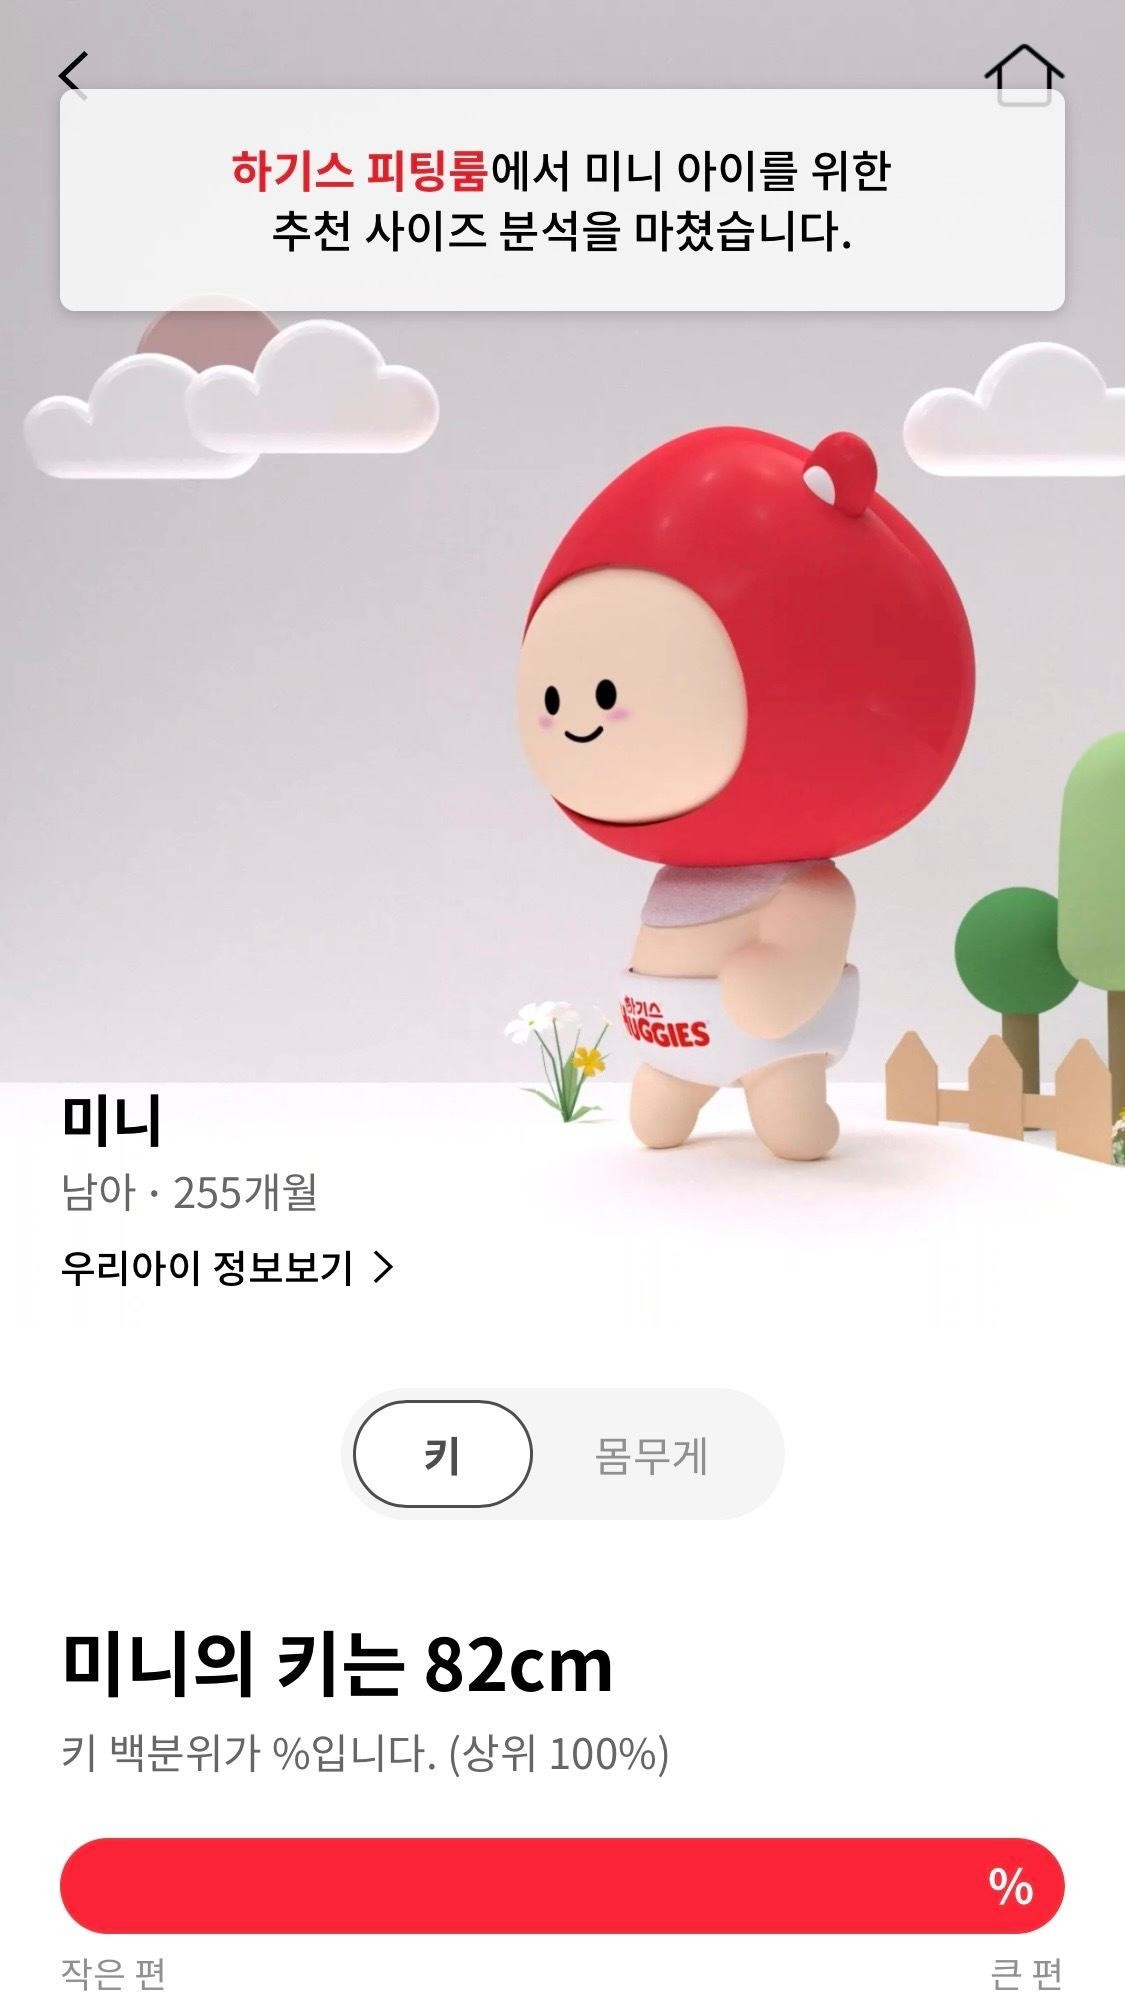 하기스 피팅룸에서 미니 아이를 위한
추천 사이즈 분석을 마쳤습니다.
하기스
HUGGIES
미니
남아 · 255개월
우리아이 정보보기
키
몸무게
미니의 키는 82cm
키 백분위가 %입니다. (상위 100%)
%
작은 편
큰 편